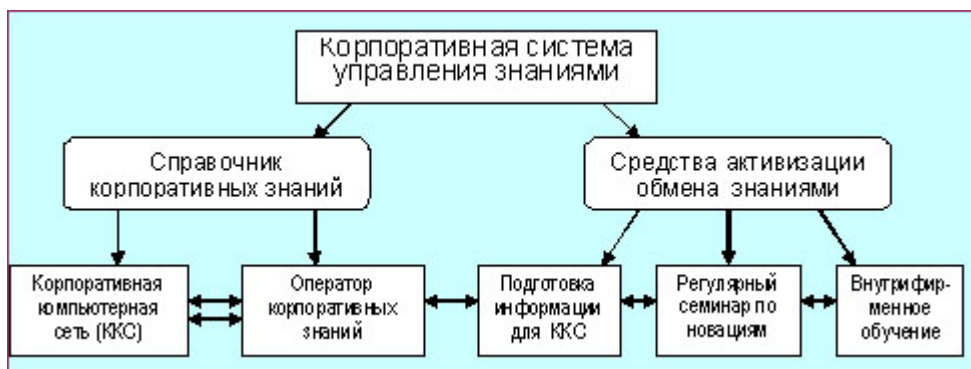 Корпоративная система
управления знаниями
Справочник
корпоративных знаний
Средства активизации
обмена знаниями
Корпоративная
компьютерная
сеть (ККС)
Оператор
корпоративных
знаний
Подготовка
информации
для ККС
Регулярный
семинар по
новациям
Внутрифир-
менное
обучение